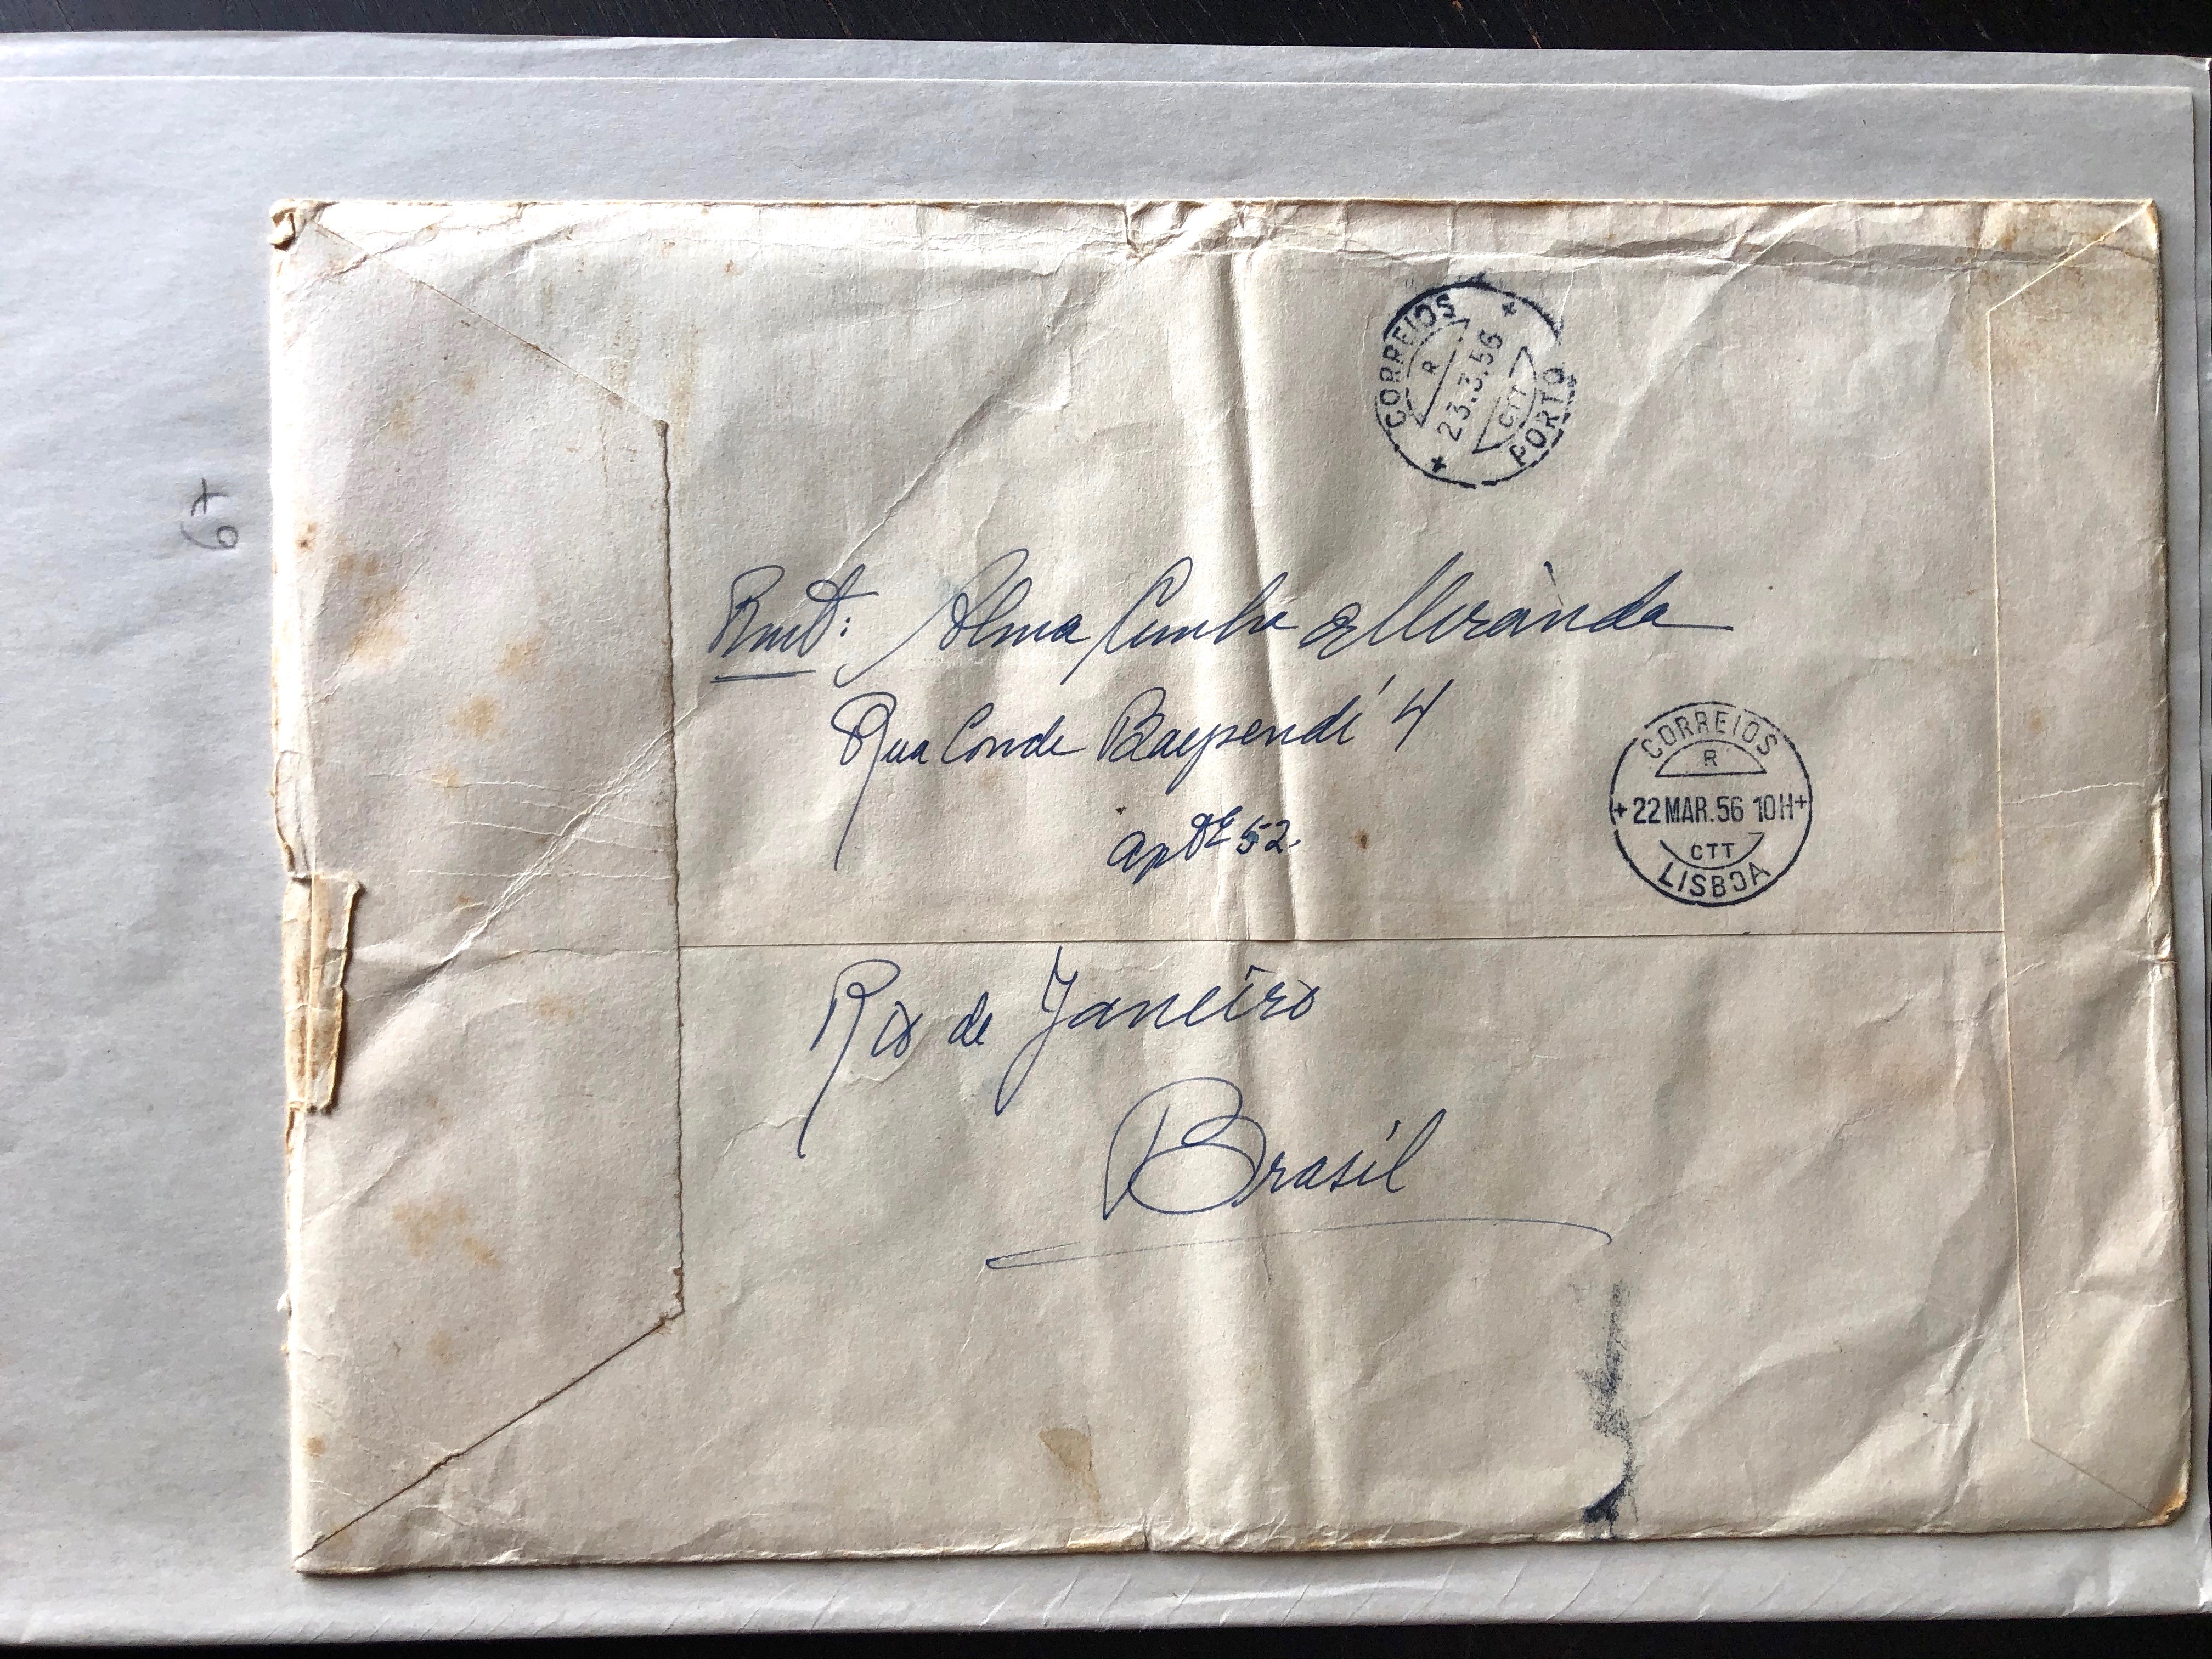 CORREIOS
R
23.3.56
CTT
PORTO
Rmt: Alma Cunha e Miranda
Rua Conde Baependi 4
aptº 52.
CORREIOS
R
22 MAR. 56 10H
CTT
LISBOA
Rio de Janeiro
Brasil
67